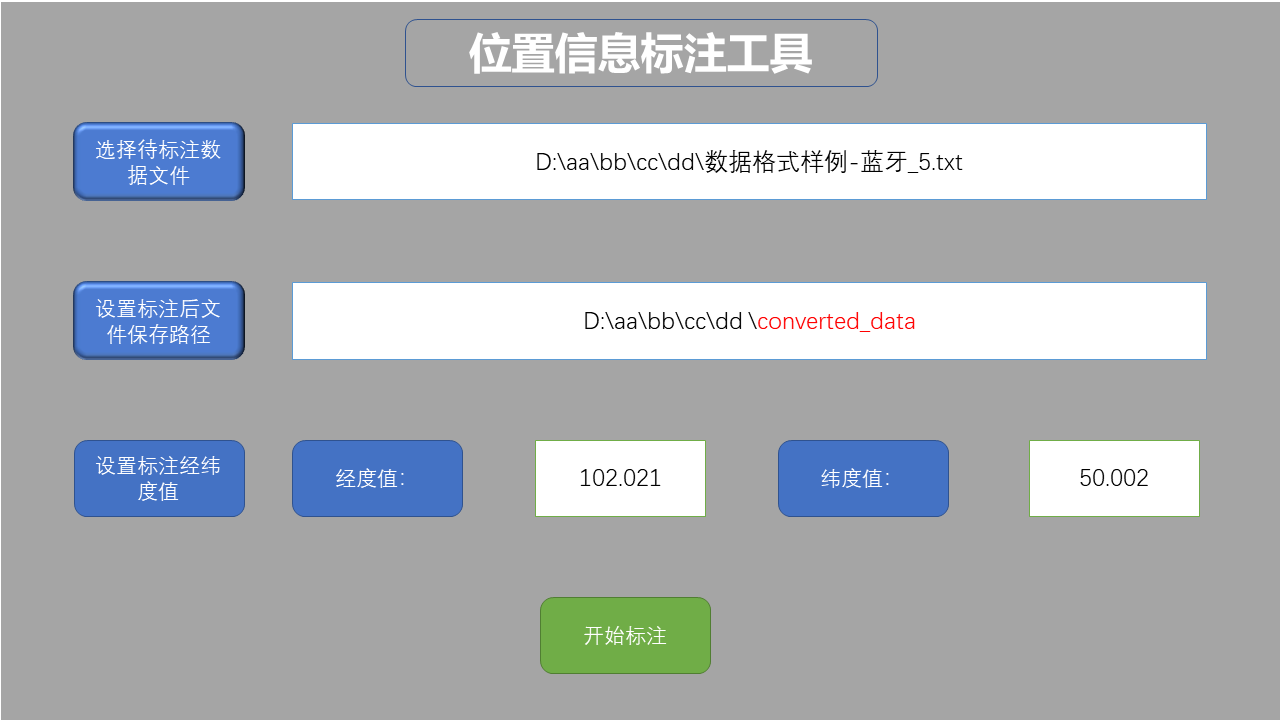 位置信息标注工具
选择待标注数
据文件
D:\aa\bb\cc\dd\数据格式样例-蓝牙_5.txt
设置标注后文
件保存路径
D:\aa\bb\cc\dd \converted_data
设置标注经纬
度值
经度值：
102.021
纬度值：
50.002
开始标注